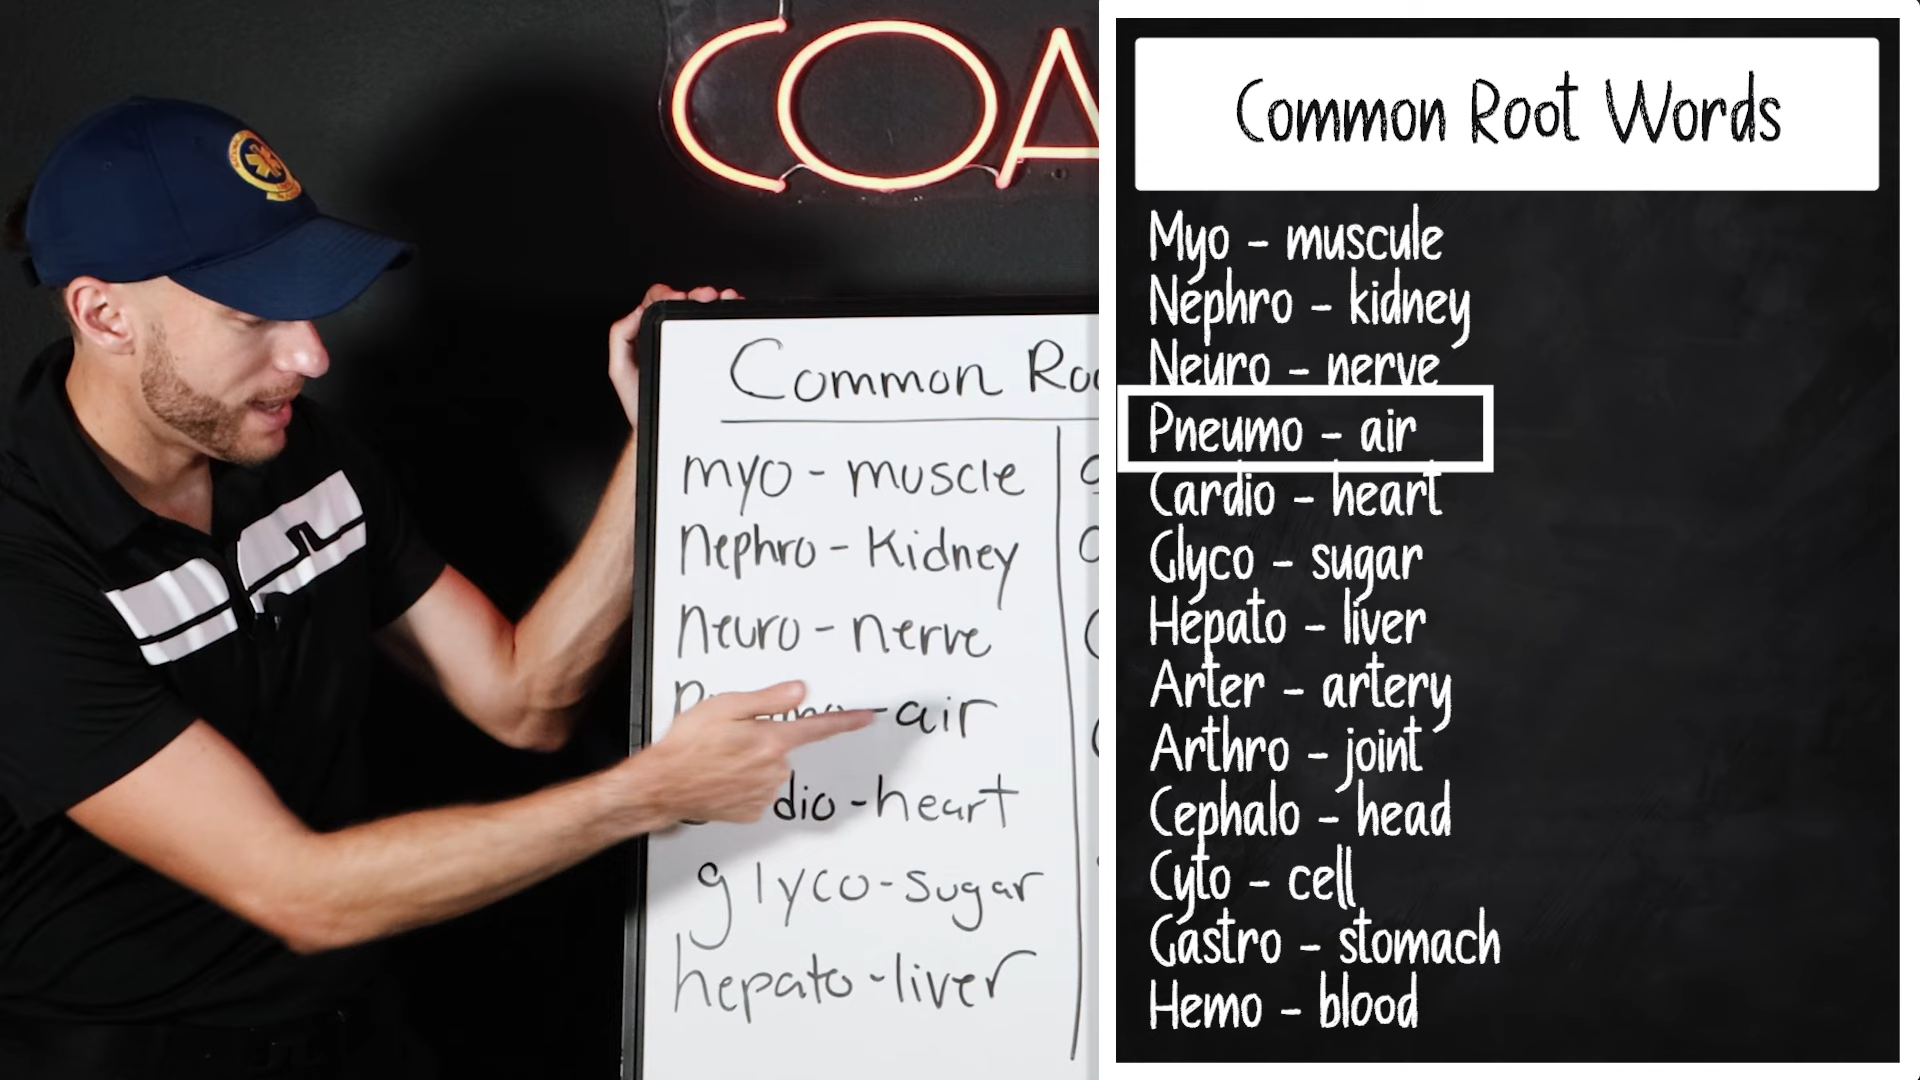 COA
Common Roo
myo - muscle
nephro - Kidney
neuro - nerve
-air
dio - heart
glyco - sugar
hepato - liver
Common Root Words
Myo - muscule
Nephro - kidney
Neuro - nerve
Pneumo - air
Cardio - heart
Glyco - sugar
Hepato - liver
Arter - artery
Arthro - joint
Cephalo - head
Cyto - cell
Gastro - stomach
Hemo - blood